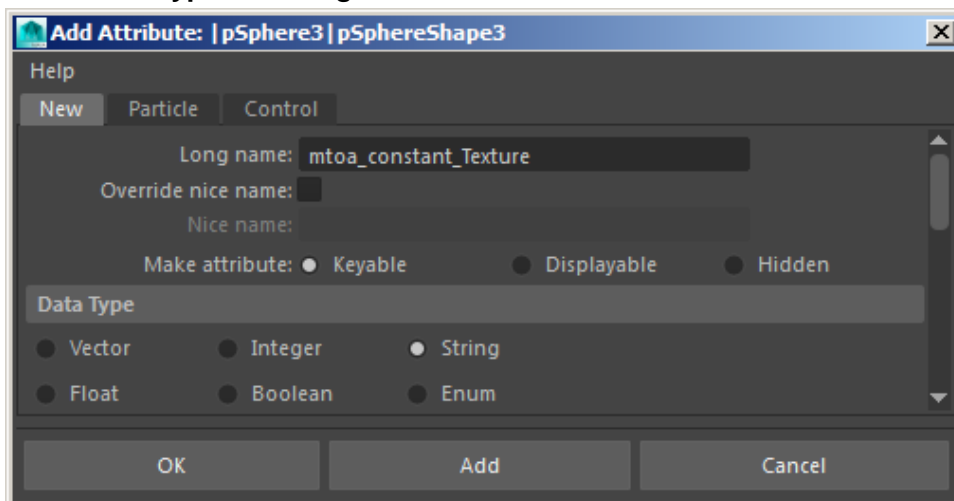 Add Attribute: |pSphere3|pSphereShape3
Help
New Particle Control
Long name: mtoa_constant_Texture
Override nice name:
Nice name:
Make attribute: Keyable Displayable Hidden
Data Type
Vector Integer String
Float Boolean Enum
OK Add Cancel